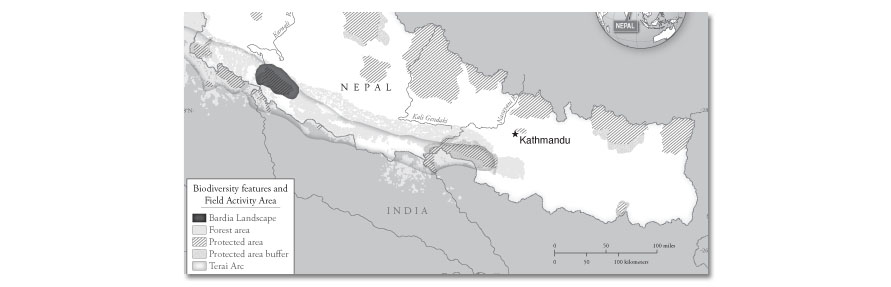 NEPAL
Karnali R.
NEPAL
Kali Gandaki
Kathmandu
INDIA
Biodiversity features and
Field Activity Area
Bardia Landscape
Forest area
Protected area
Protected area buffer
Terai Arc
0 50 100 miles
0 50 100 kilometers